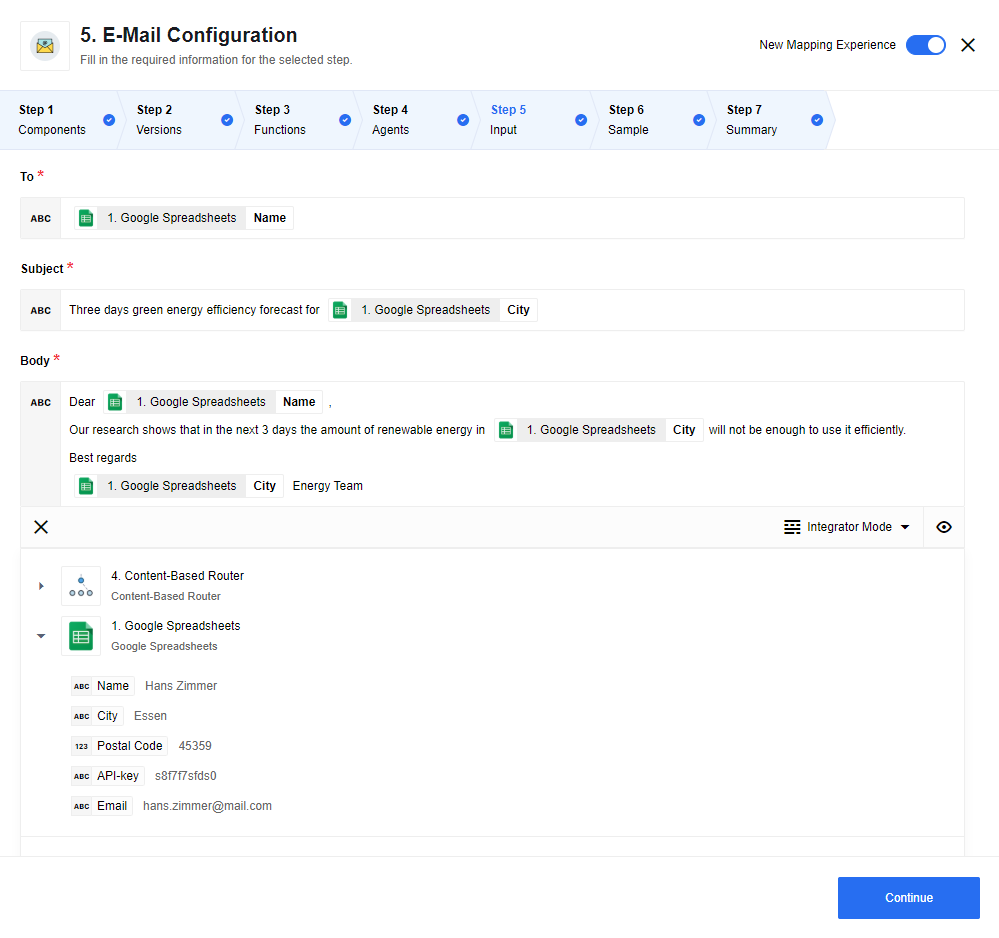 5. E-Mail Configuration
Fill in the required information for the selected step.
New Mapping Experience
Step 1
Components
Step 2
Versions
Step 3
Functions
Step 4
Agents
Step 5
Input
Step 6
Sample
Step 7
Summary
To *
ABC 1. Google Spreadsheets Name
Subject *
ABC Three days green energy efficiency forecast for 1. Google Spreadsheets City
Body *
ABC Dear 1. Google Spreadsheets Name ,
Our research shows that in the next 3 days the amount of renewable energy in 1. Google Spreadsheets City will not be enough to use it efficiently.
Best regards
1. Google Spreadsheets City Energy Team
Integrator Mode
4. Content-Based Router
Content-Based Router
1. Google Spreadsheets
Google Spreadsheets
ABC Name Hans Zimmer
ABC City Essen
123 Postal Code 45359
ABC API-key s8f7f7sfds0
ABC Email hans.zimmer@mail.com
Continue